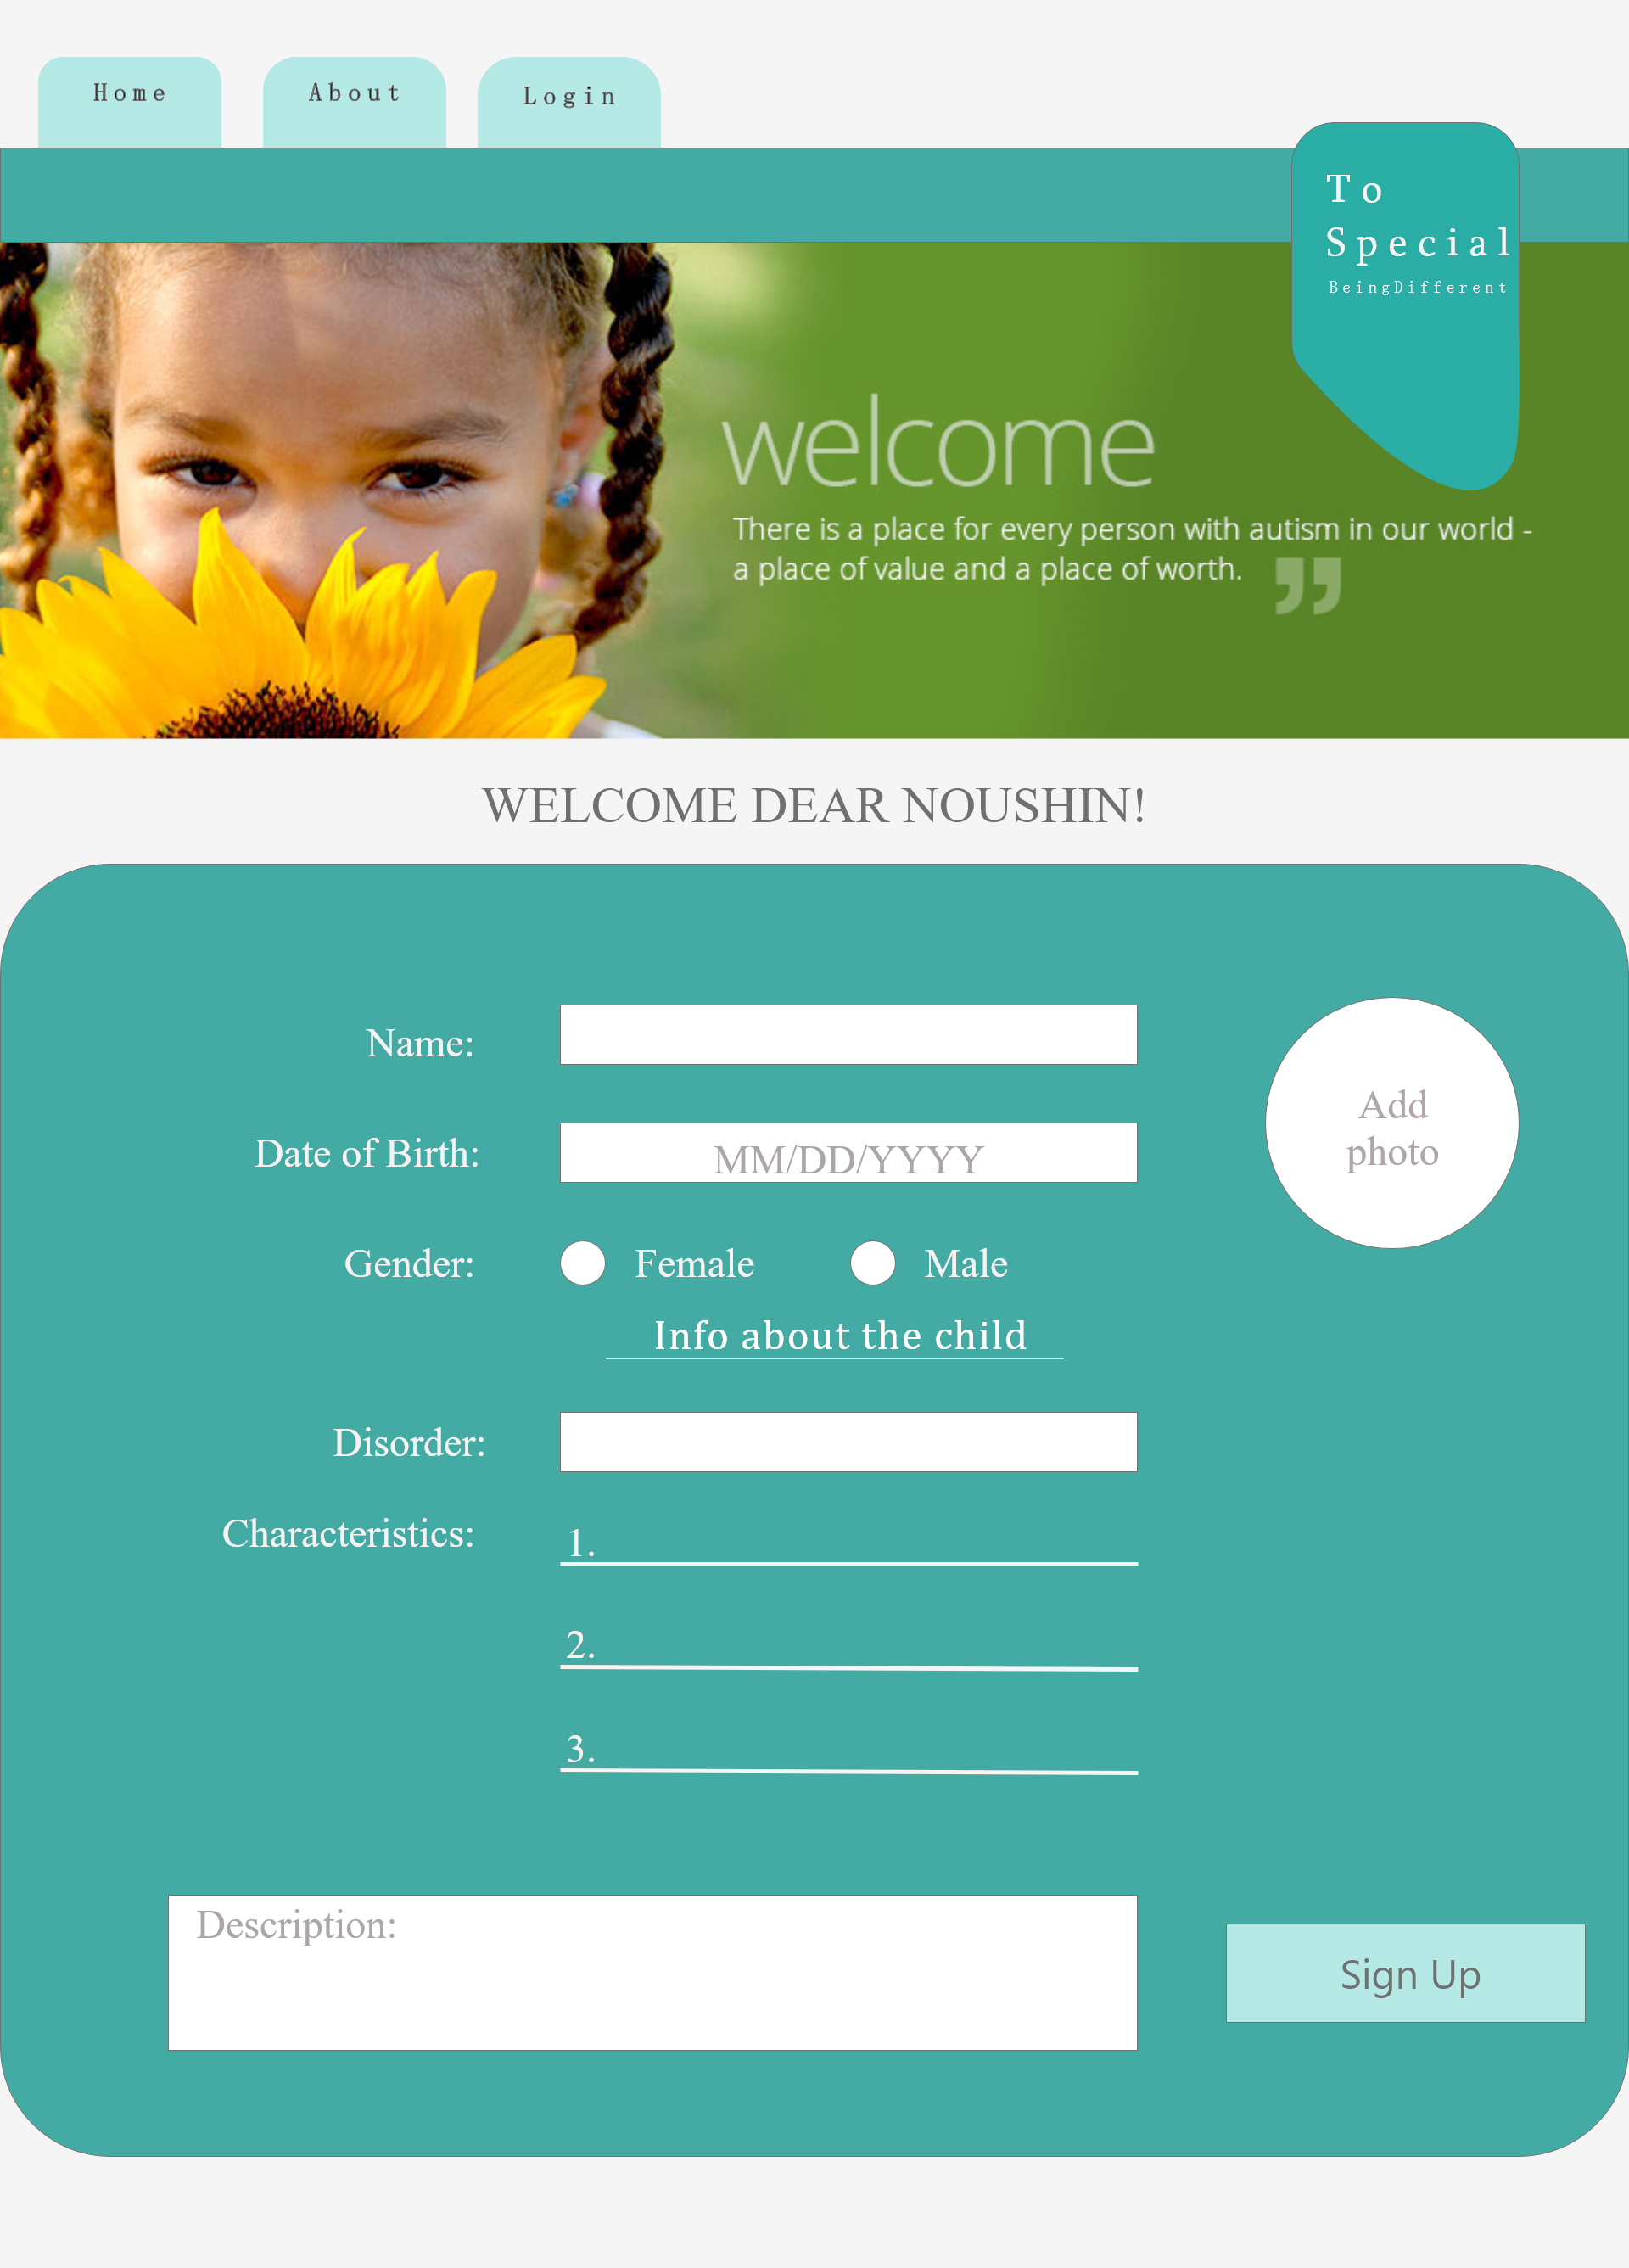 Home
About
Login
To
Special
BeingDifferent
welcome
There is a place for every person with autism in our world -
a place of value and a place of worth. ”
WELCOME DEAR NOUSHIN!
Name:
Add
photo
Date of Birth: MM/DD/YYYY
Gender: Female Male
Info about the child
Disorder:
Characteristics: 1.
2.
3.
Description:
Sign Up